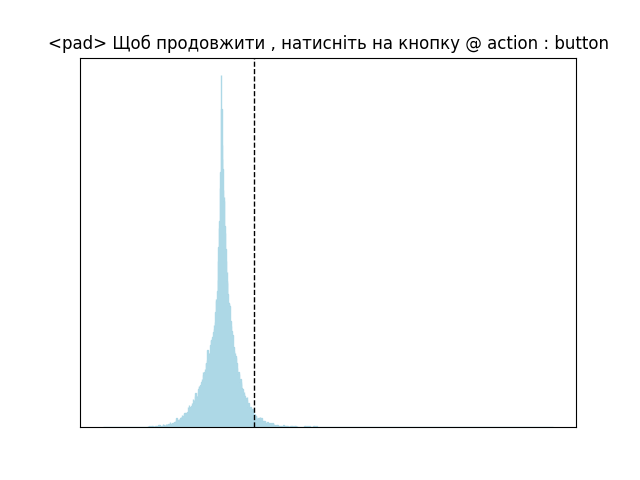 <pad> Щоб продовжити , натисніть на кнопку @ action : button